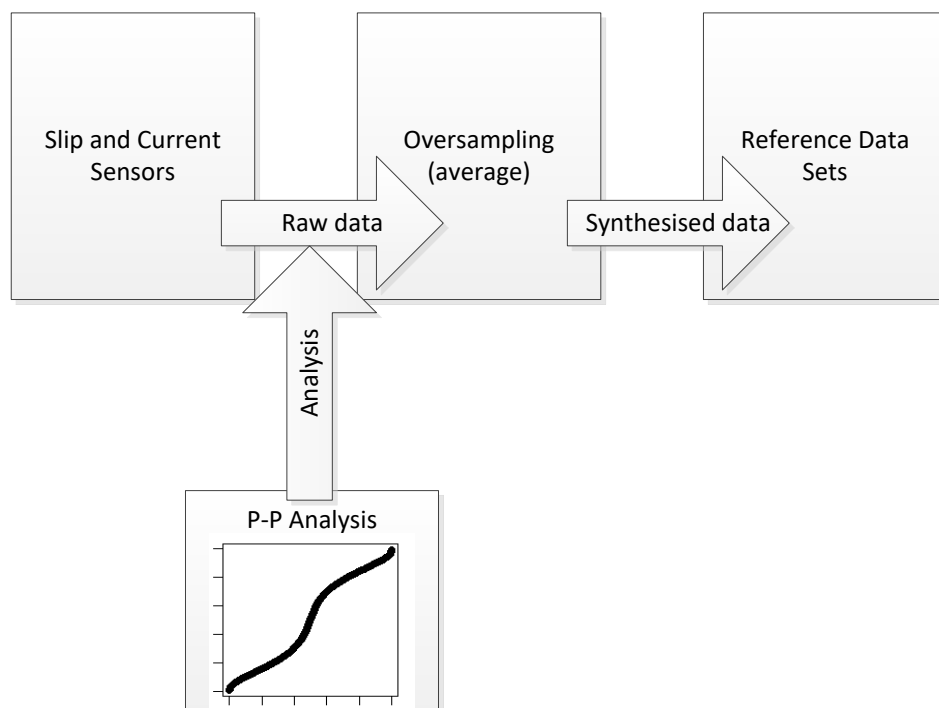 Slip and Current
Sensors
Oversampling
(average)
Reference Data
Sets
Raw data
Synthesised data
Analysis
P-P Analysis